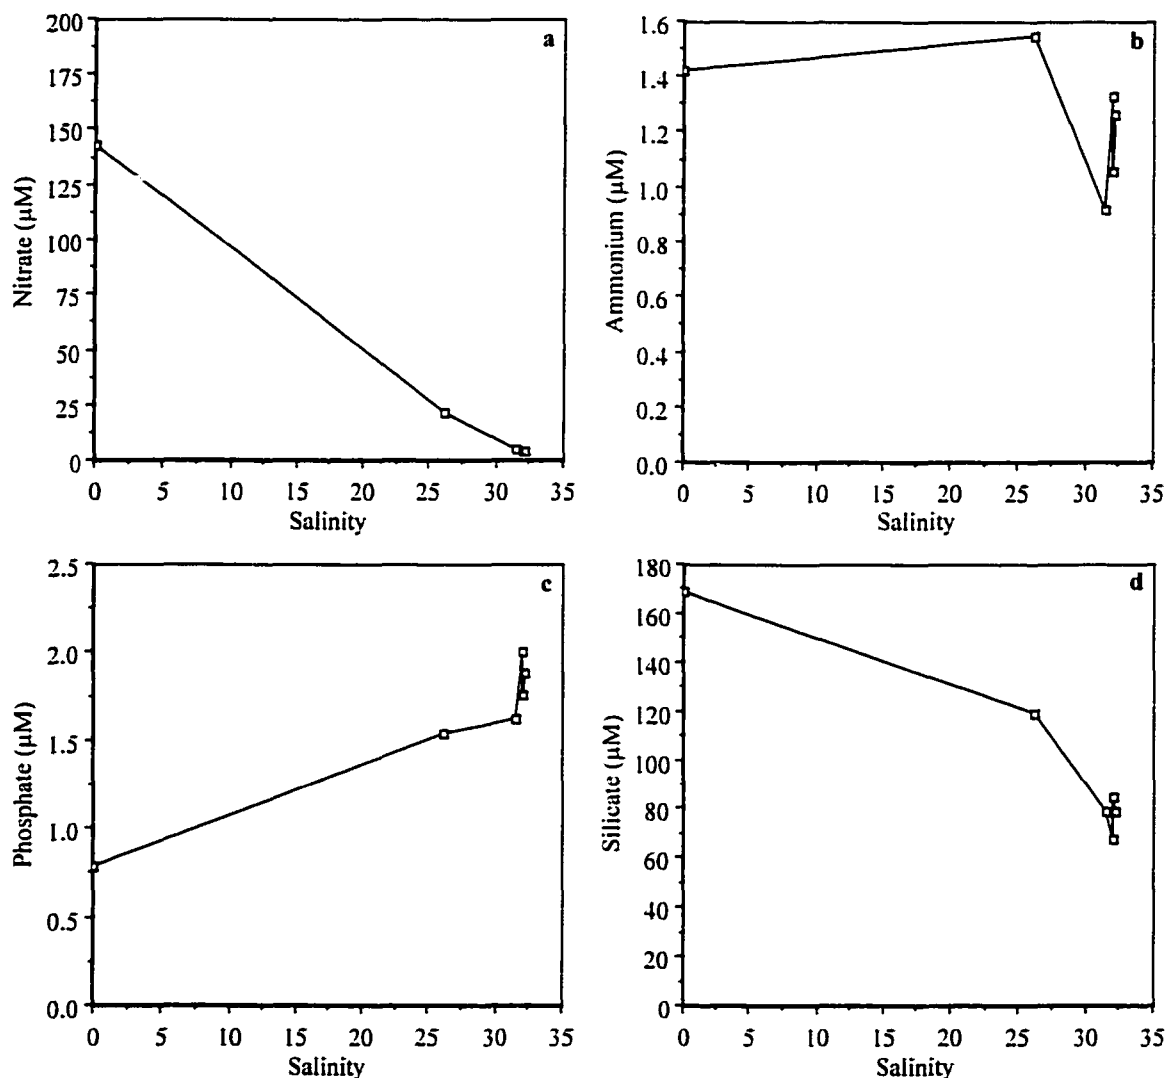 a
200
175
150
125
100
75
50
25
0
Nitrate (μM)
0 5 10 15 20 25 30 35
Salinity
b
1.6
1.4
1.2
1.0
0.8
0.6
0.4
0.2
0.0
Ammonium (μM)
0 5 10 15 20 25 30 35
Salinity
c
2.5
2.0
1.5
1.0
0.5
0.0
Phosphate (μM)
0 5 10 15 20 25 30 35
Salinity
d
180
160
140
120
100
80
60
40
20
0
Silicate (μM)
0 5 10 15 20 25 30 35
Salinity